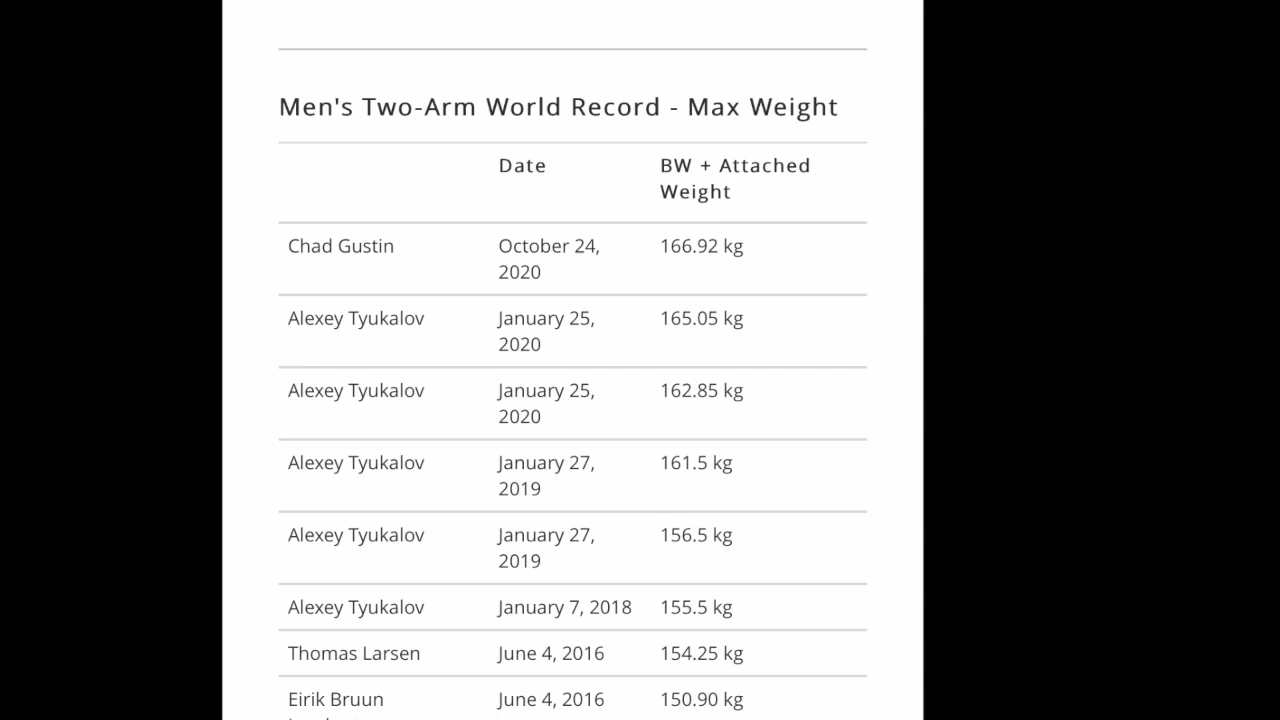 Men's Two-Arm World Record - Max Weight
Date BW + Attached
Weight
Chad Gustin October 24, 166.92 kg
2020
Alexey Tyukalov January 25, 165.05 kg
2020
Alexey Tyukalov January 25, 162.85 kg
2020
Alexey Tyukalov January 27, 161.5 kg
2019
Alexey Tyukalov January 27, 156.5 kg
2019
Alexey Tyukalov January 7, 2018 155.5 kg
Thomas Larsen June 4, 2016 154.25 kg
Eirik Bruun June 4, 2016 150.90 kg